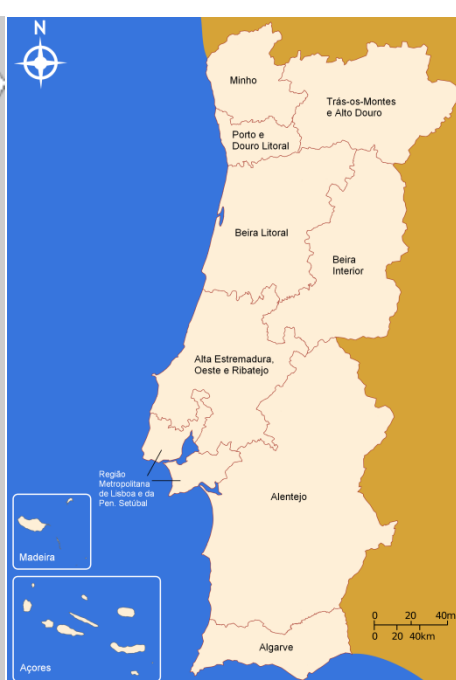 N
Minho
Trás-os-Montes
e Alto Douro
Porto e
Douro Litoral
Beira Litoral
Beira
Interior
Alta Estremadura,
Oeste e Ribatejo
Região
Metropolitana
de Lisboa e da
Pen. Setúbal
Alentejo
Madeira
0 20 40m
0 20 40km
Algarve
Açores